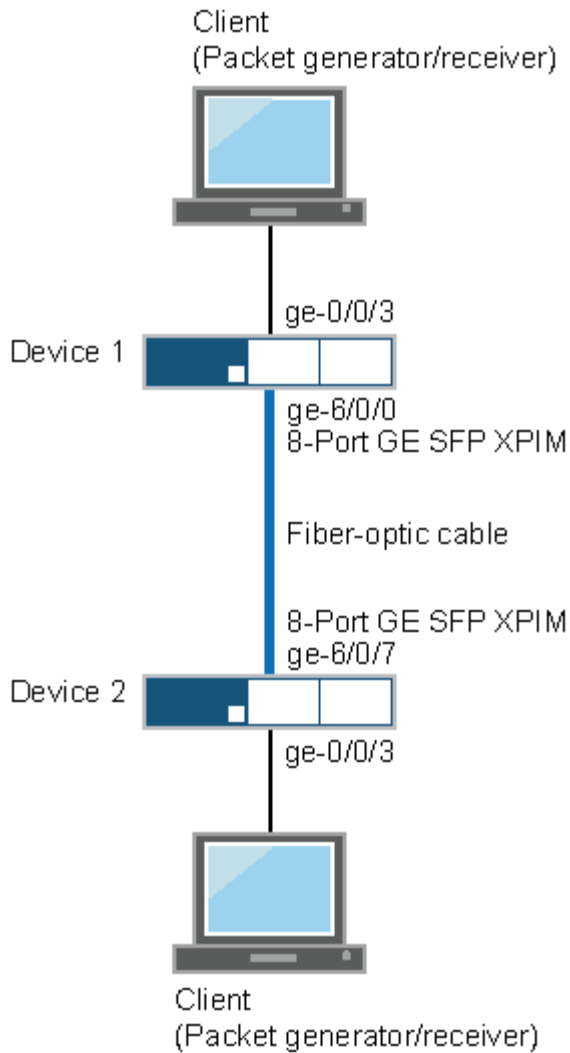 Client
(Packet generator/receiver)
ge-0/0/3
Device 1
ge-6/0/0
8-Port GE SFP XPIM
Fiber-optic cable
8-Port GE SFP XPIM
ge-6/0/7
Device 2
ge-0/0/3
Client
(Packet generator/receiver)